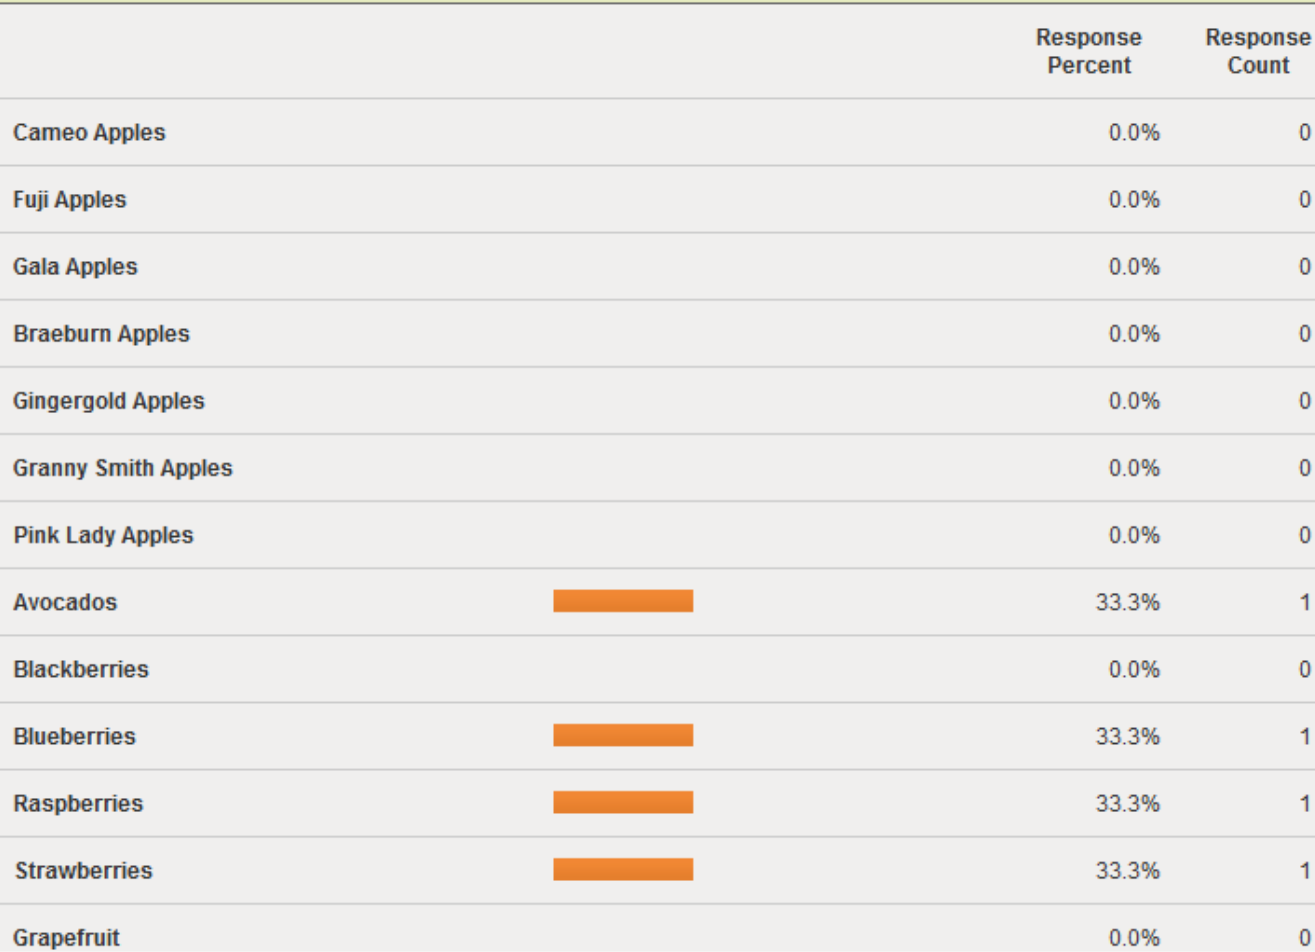 Response Percent Response Count
Cameo Apples 0.0% 0
Fuji Apples 0.0% 0
Gala Apples 0.0% 0
Braeburn Apples 0.0% 0
Gingergold Apples 0.0% 0
Granny Smith Apples 0.0% 0
Pink Lady Apples 0.0% 0
Avocados 33.3% 1
Blackberries 0.0% 0
Blueberries 33.3% 1
Raspberries 33.3% 1
Strawberries 33.3% 1
Grapefruit 0.0% 0